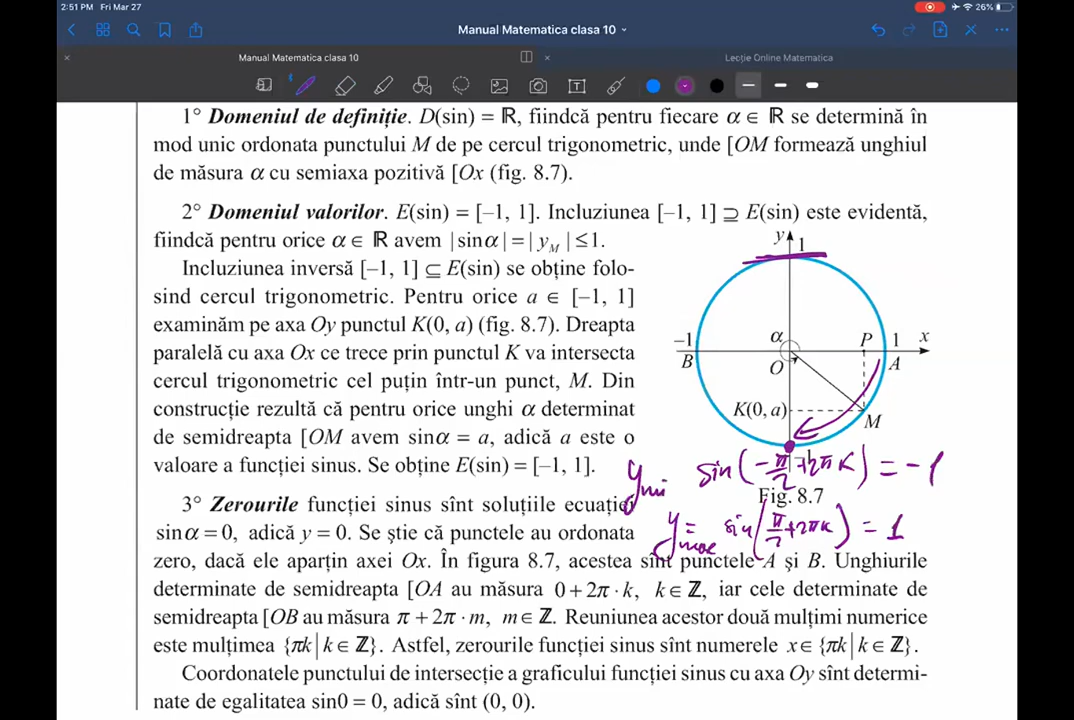 2:51 PM Fri Mar 27
26%
Manual Matematica clasa 10
Manual Matematica clasa 10
Lecție Online Matematica
1° Domeniul de definiție. D(sin) = ℝ, fiindcă pentru fiecare α ∈ ℝ se determină în
mod unic ordonata punctului M de pe cercul trigonometric, unde [OM formează unghiul
de măsura α cu semiaxa pozitivă [Ox (fig. 8.7).
2° Domeniul valorilor. E(sin) = [–1, 1]. Incluziunea [–1, 1] ⊇ E(sin) este evidentă,
fiindcă pentru orice α ∈ ℝ avem |sinα| = |y_M| ≤ 1.
Incluziunea inversă [–1, 1] ⊆ E(sin) se obține folo-
sind cercul trigonometric. Pentru orice a ∈ [–1, 1]
examinăm pe axa Oy punctul K(0, a) (fig. 8.7). Dreapta
paralelă cu axa Ox ce trece prin punctul K va intersecta
cercul trigonometric cel puțin într-un punct, M. Din
construcție rezultă că pentru orice unghi α determinat
de semidreapta [OM avem sinα = a, adică a este o
valoare a funcției sinus. Se obține E(sin) = [–1, 1].
y
1
–1
α
P
1
x
B
O
A
K(0, a)
M
–1
y min sin(-π/2 + 2πk) = -1
Fig. 8.7
y max = sin(π/2 + 2πk) = 1
3° Zerourile funcției sinus sînt soluțiile ecuației
sinα = 0, adică y = 0. Se știe că punctele au ordonata
zero, dacă ele aparțin axei Ox. În figura 8.7, acestea sînt punctele A și B. Unghiurile
determinate de semidreapta [OA au măsura 0 + 2π · k, k ∈ ℤ, iar cele determinate de
semidreapta [OB au măsura π + 2π · m, m ∈ ℤ. Reuniunea acestor două mulțimi numerice
este mulțimea {πk | k ∈ ℤ}. Astfel, zerourile funcției sinus sînt numerele x ∈ {πk | k ∈ ℤ}.
Coordonatele punctului de intersecție a graficului funcției sinus cu axa Oy sînt determi-
nate de egalitatea sin0 = 0, adică sînt (0, 0).